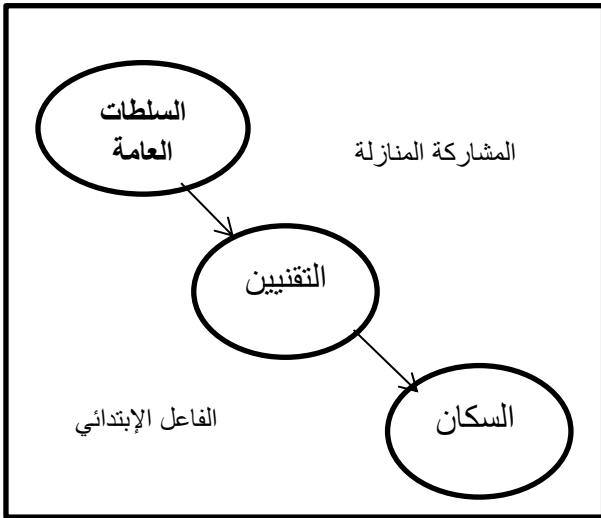 السلطات
العامة
المشاركة المنازلة
التقنيين
الفاعل الإبتدائي
السكان